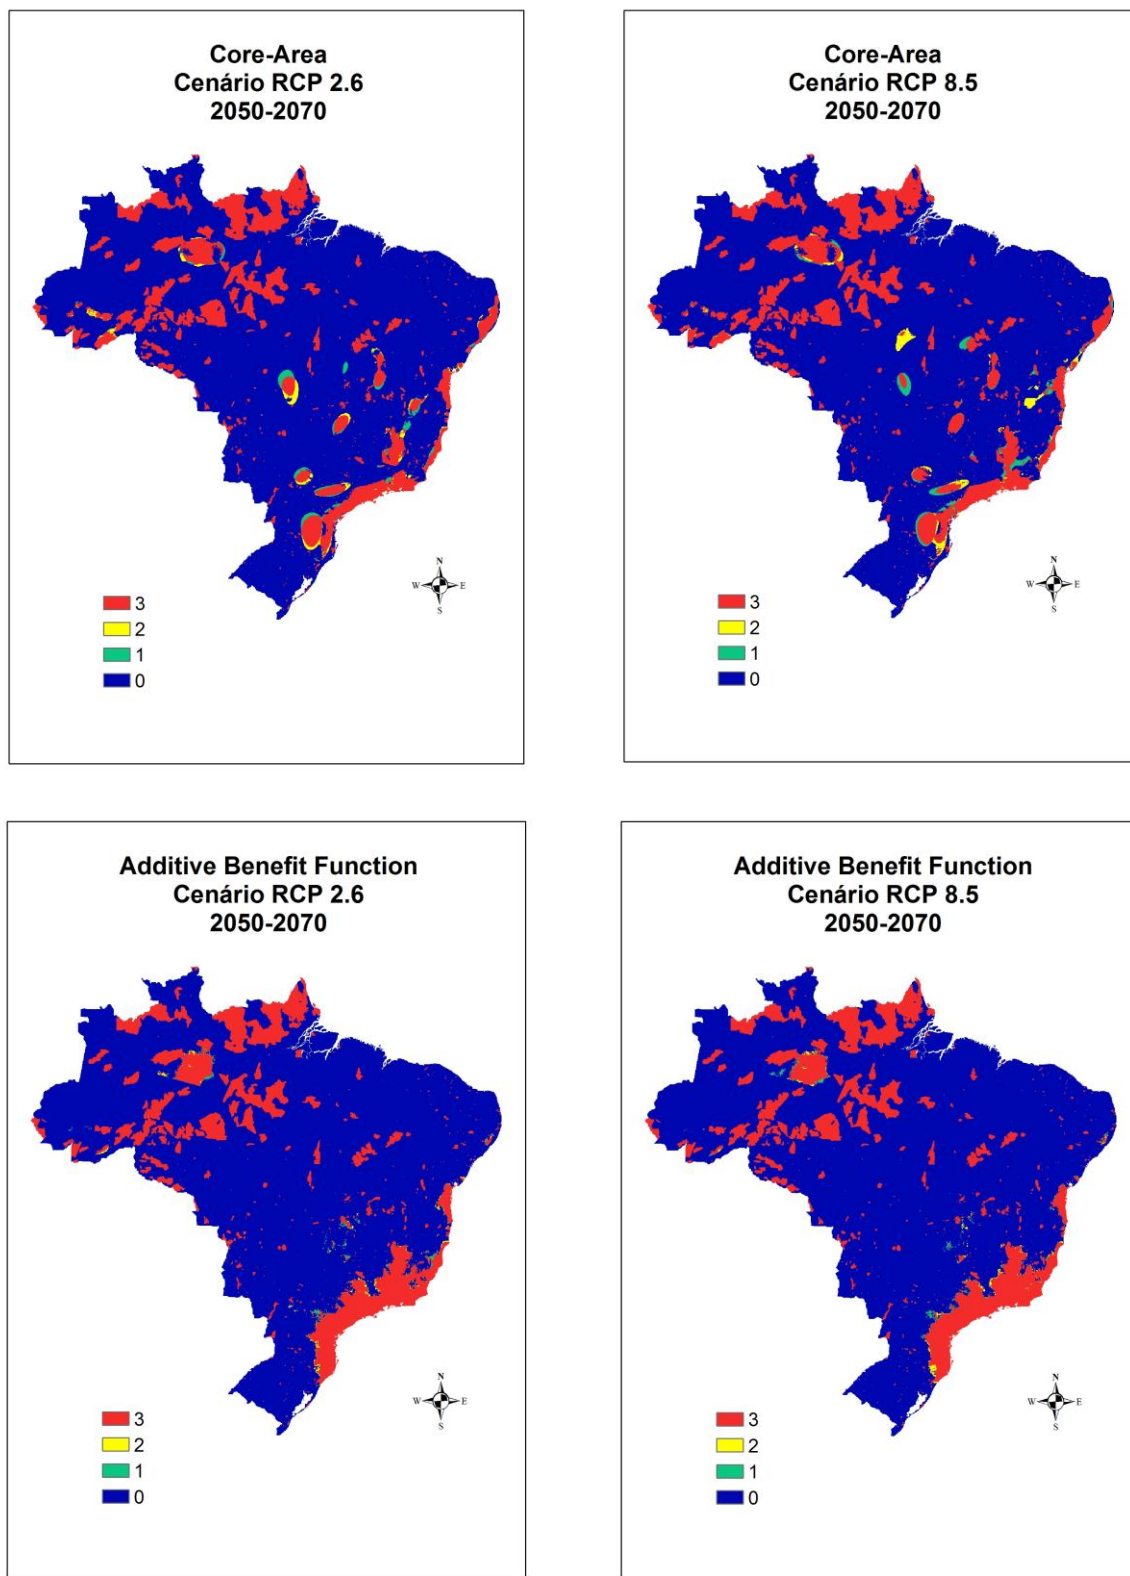 Core-Area
Cenário RCP 2.6
2050-2070
N
W E
S
3
2
1
0
Core-Area
Cenário RCP 8.5
2050-2070
N
W E
S
3
2
1
0
Additive Benefit Function
Cenário RCP 2.6
2050-2070
N
W E
S
3
2
1
0
Additive Benefit Function
Cenário RCP 8.5
2050-2070
N
W E
S
3
2
1
0